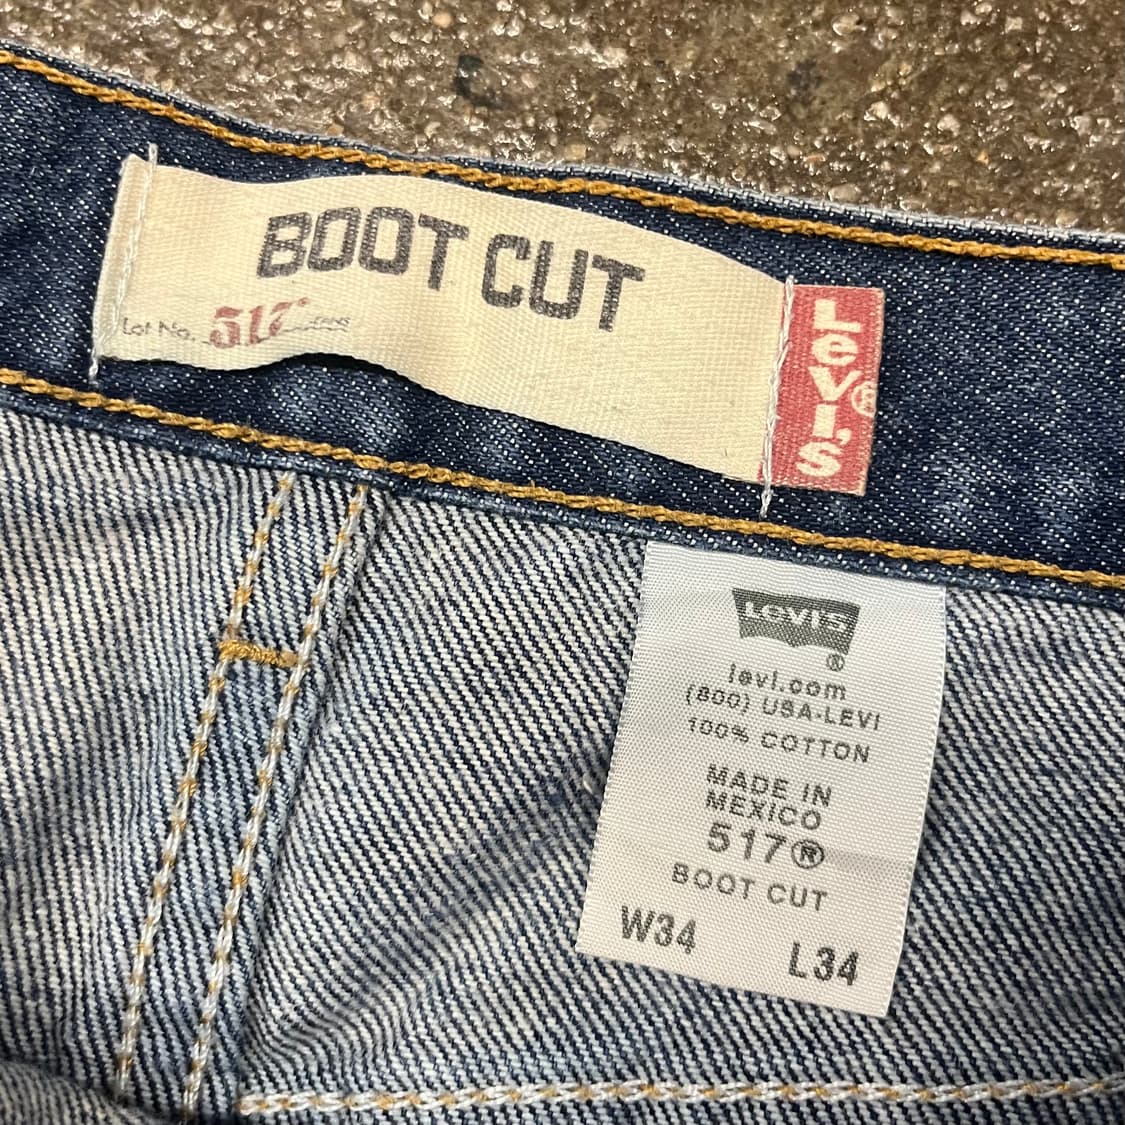 BOOT CUT
Lot No. 517® JEANS
LEVI'S®
LEVI'S
®
levi.com
(800) USA-LEVI
100% COTTON
MADE IN
MEXICO
517®
BOOT CUT
W34 L34